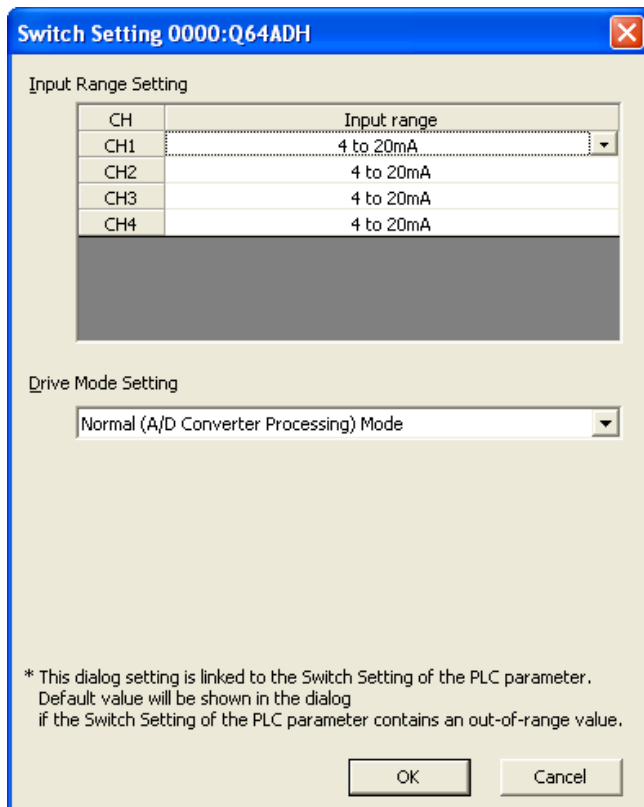 Switch Setting 0000:Q64ADH
Input Range Setting
CH Input range
CH1 4 to 20mA
CH2 4 to 20mA
CH3 4 to 20mA
CH4 4 to 20mA
Drive Mode Setting
Normal (A/D Converter Processing) Mode
* This dialog setting is linked to the Switch Setting of the PLC parameter.
Default value will be shown in the dialog
if the Switch Setting of the PLC parameter contains an out-of-range value.
OK Cancel